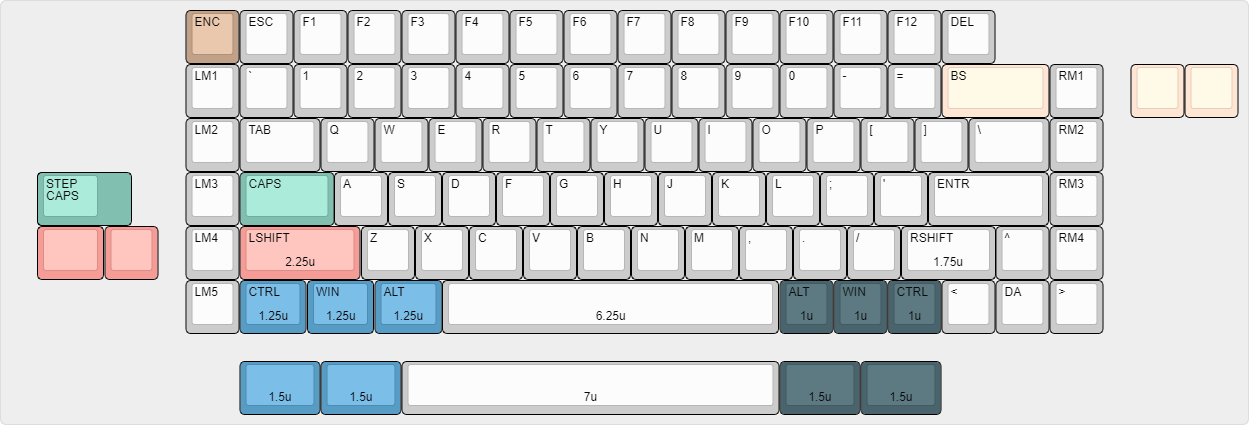 ENC ESC F1 F2 F3 F4 F5 F6 F7 F8 F9 F10 F11 F12 DEL
LM1 ` 1 2 3 4 5 6 7 8 9 0 - = BS RM1
LM2 TAB Q W E R T Y U I O P [ ] \ RM2
STEP
CAPS
LM3 CAPS A S D F G H J K L ; ' ENTR RM3
LM4 LSHIFT Z X C V B N M , . / RSHIFT ^ RM4
2.25u 1.75u
LM5 CTRL WIN ALT ALT WIN CTRL < DA >
1.25u 1.25u 1.25u 6.25u 1u 1u 1u
1.5u 1.5u 7u 1.5u 1.5u